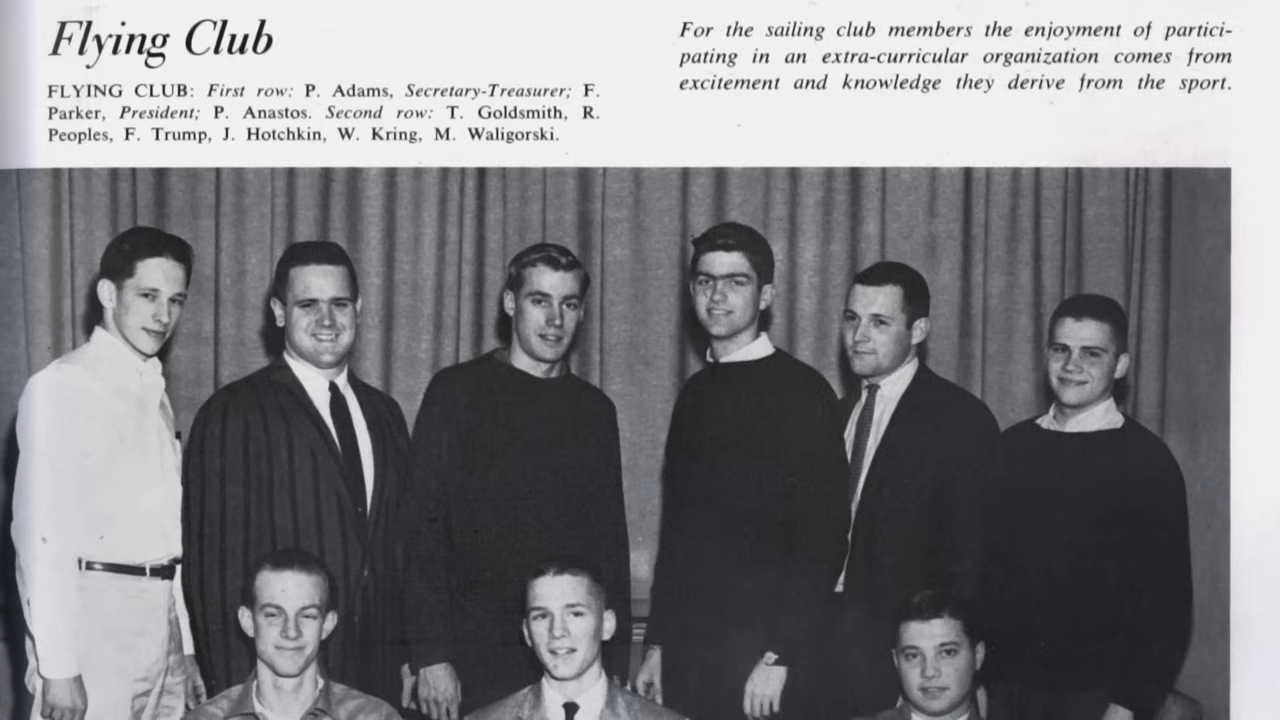 Flying Club
FLYING CLUB: First row: P. Adams, Secretary-Treasurer; F.
Parker, President; P. Anastos. Second row: T. Goldsmith, R.
Peoples, F. Trump, J. Hotchkin, W. Kring, M. Waligorski.
For the sailing club members the enjoyment of partici-
pating in an extra-curricular organization comes from
excitement and knowledge they derive from the sport.